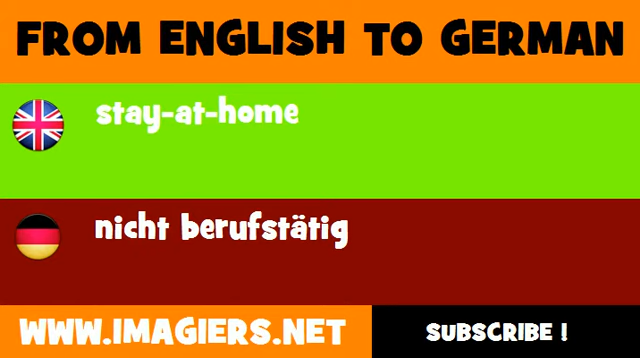 FROM ENGLISH TO GERMAN
stay-at-home
nicht berufstätig
WWW.IMAGIERS.NET
SUBSCRIBE !